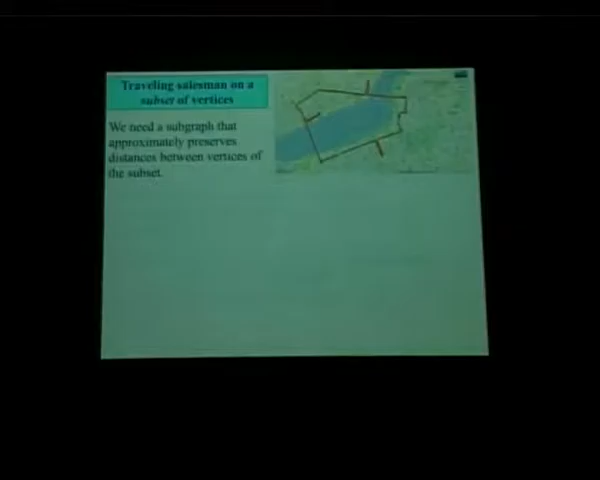 Traveling salesman on a
subset of vertices
We need a subgraph that
approximately preserves
distances between vertices of
the subset.